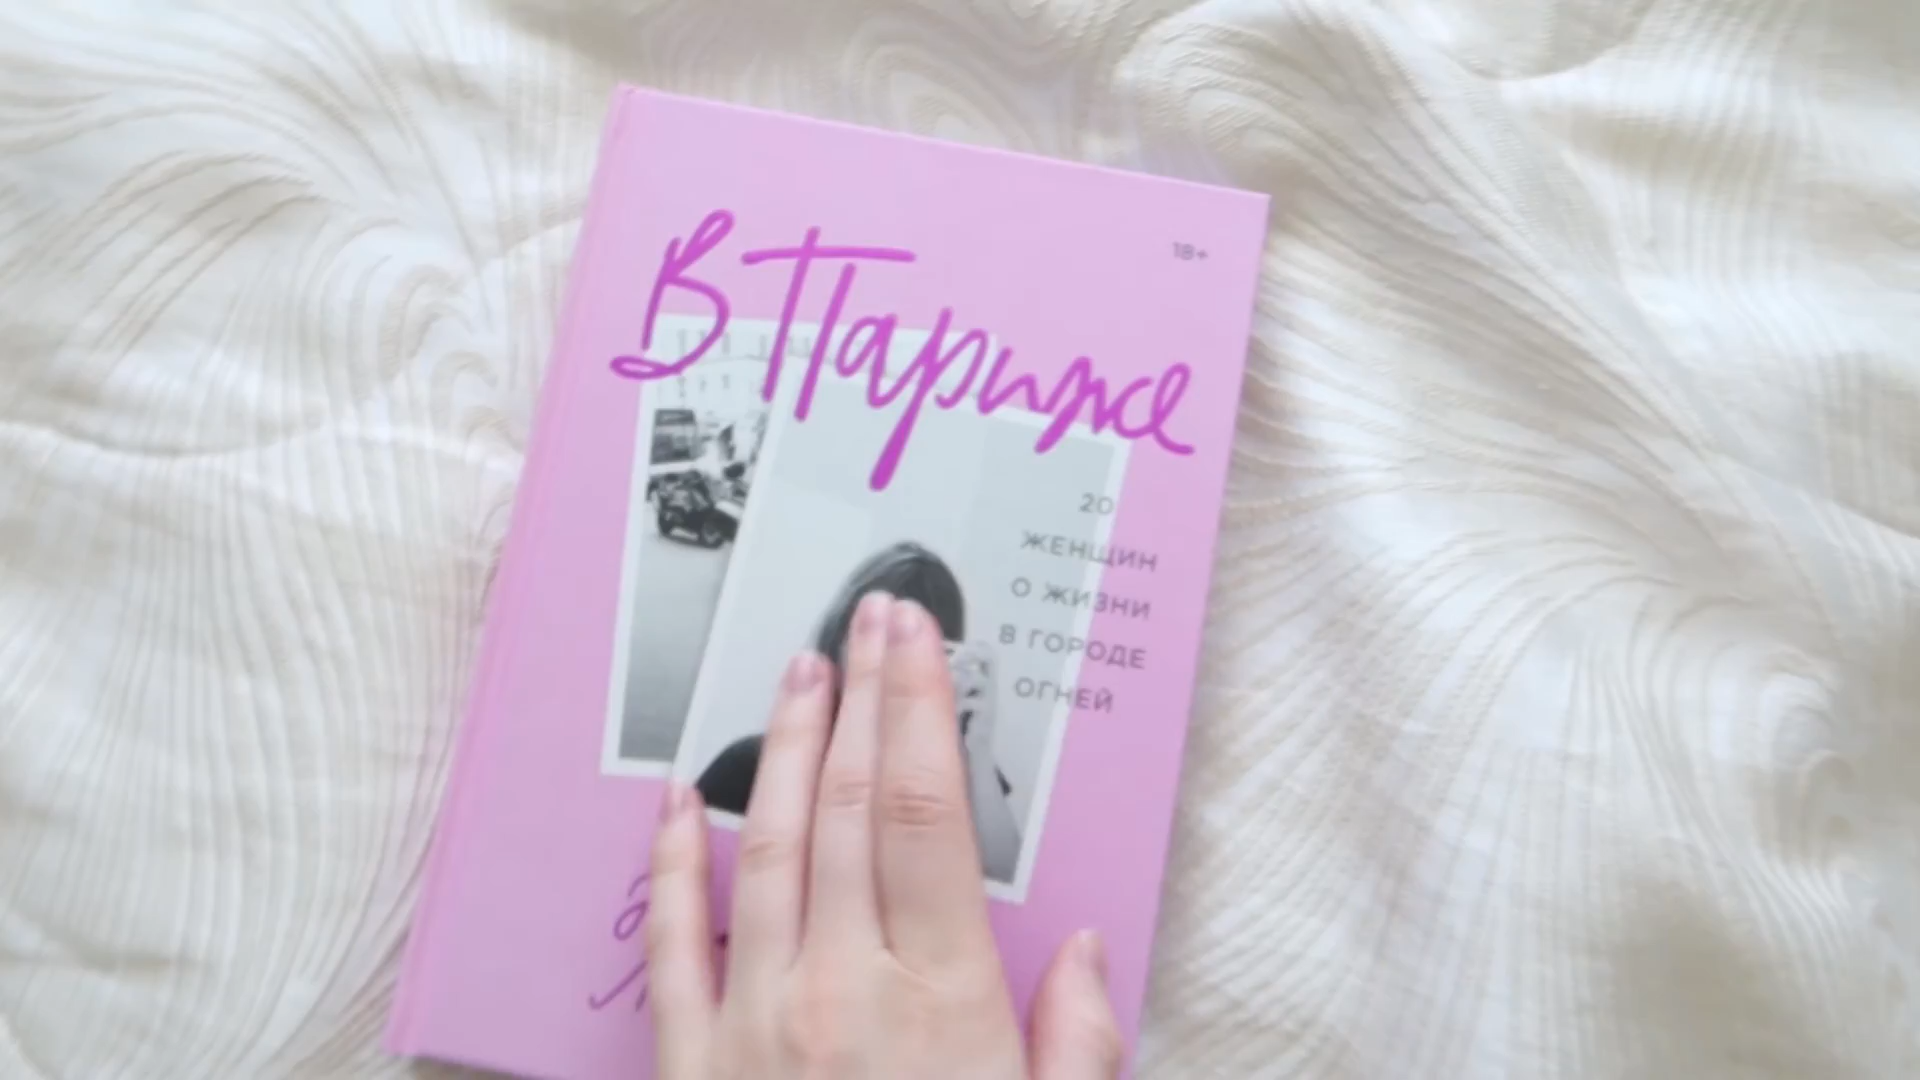 В Париже
18+
20
ЖЕНЩИН
О ЖИЗНИ
В ГОРОДЕ
ОГНЕЙ